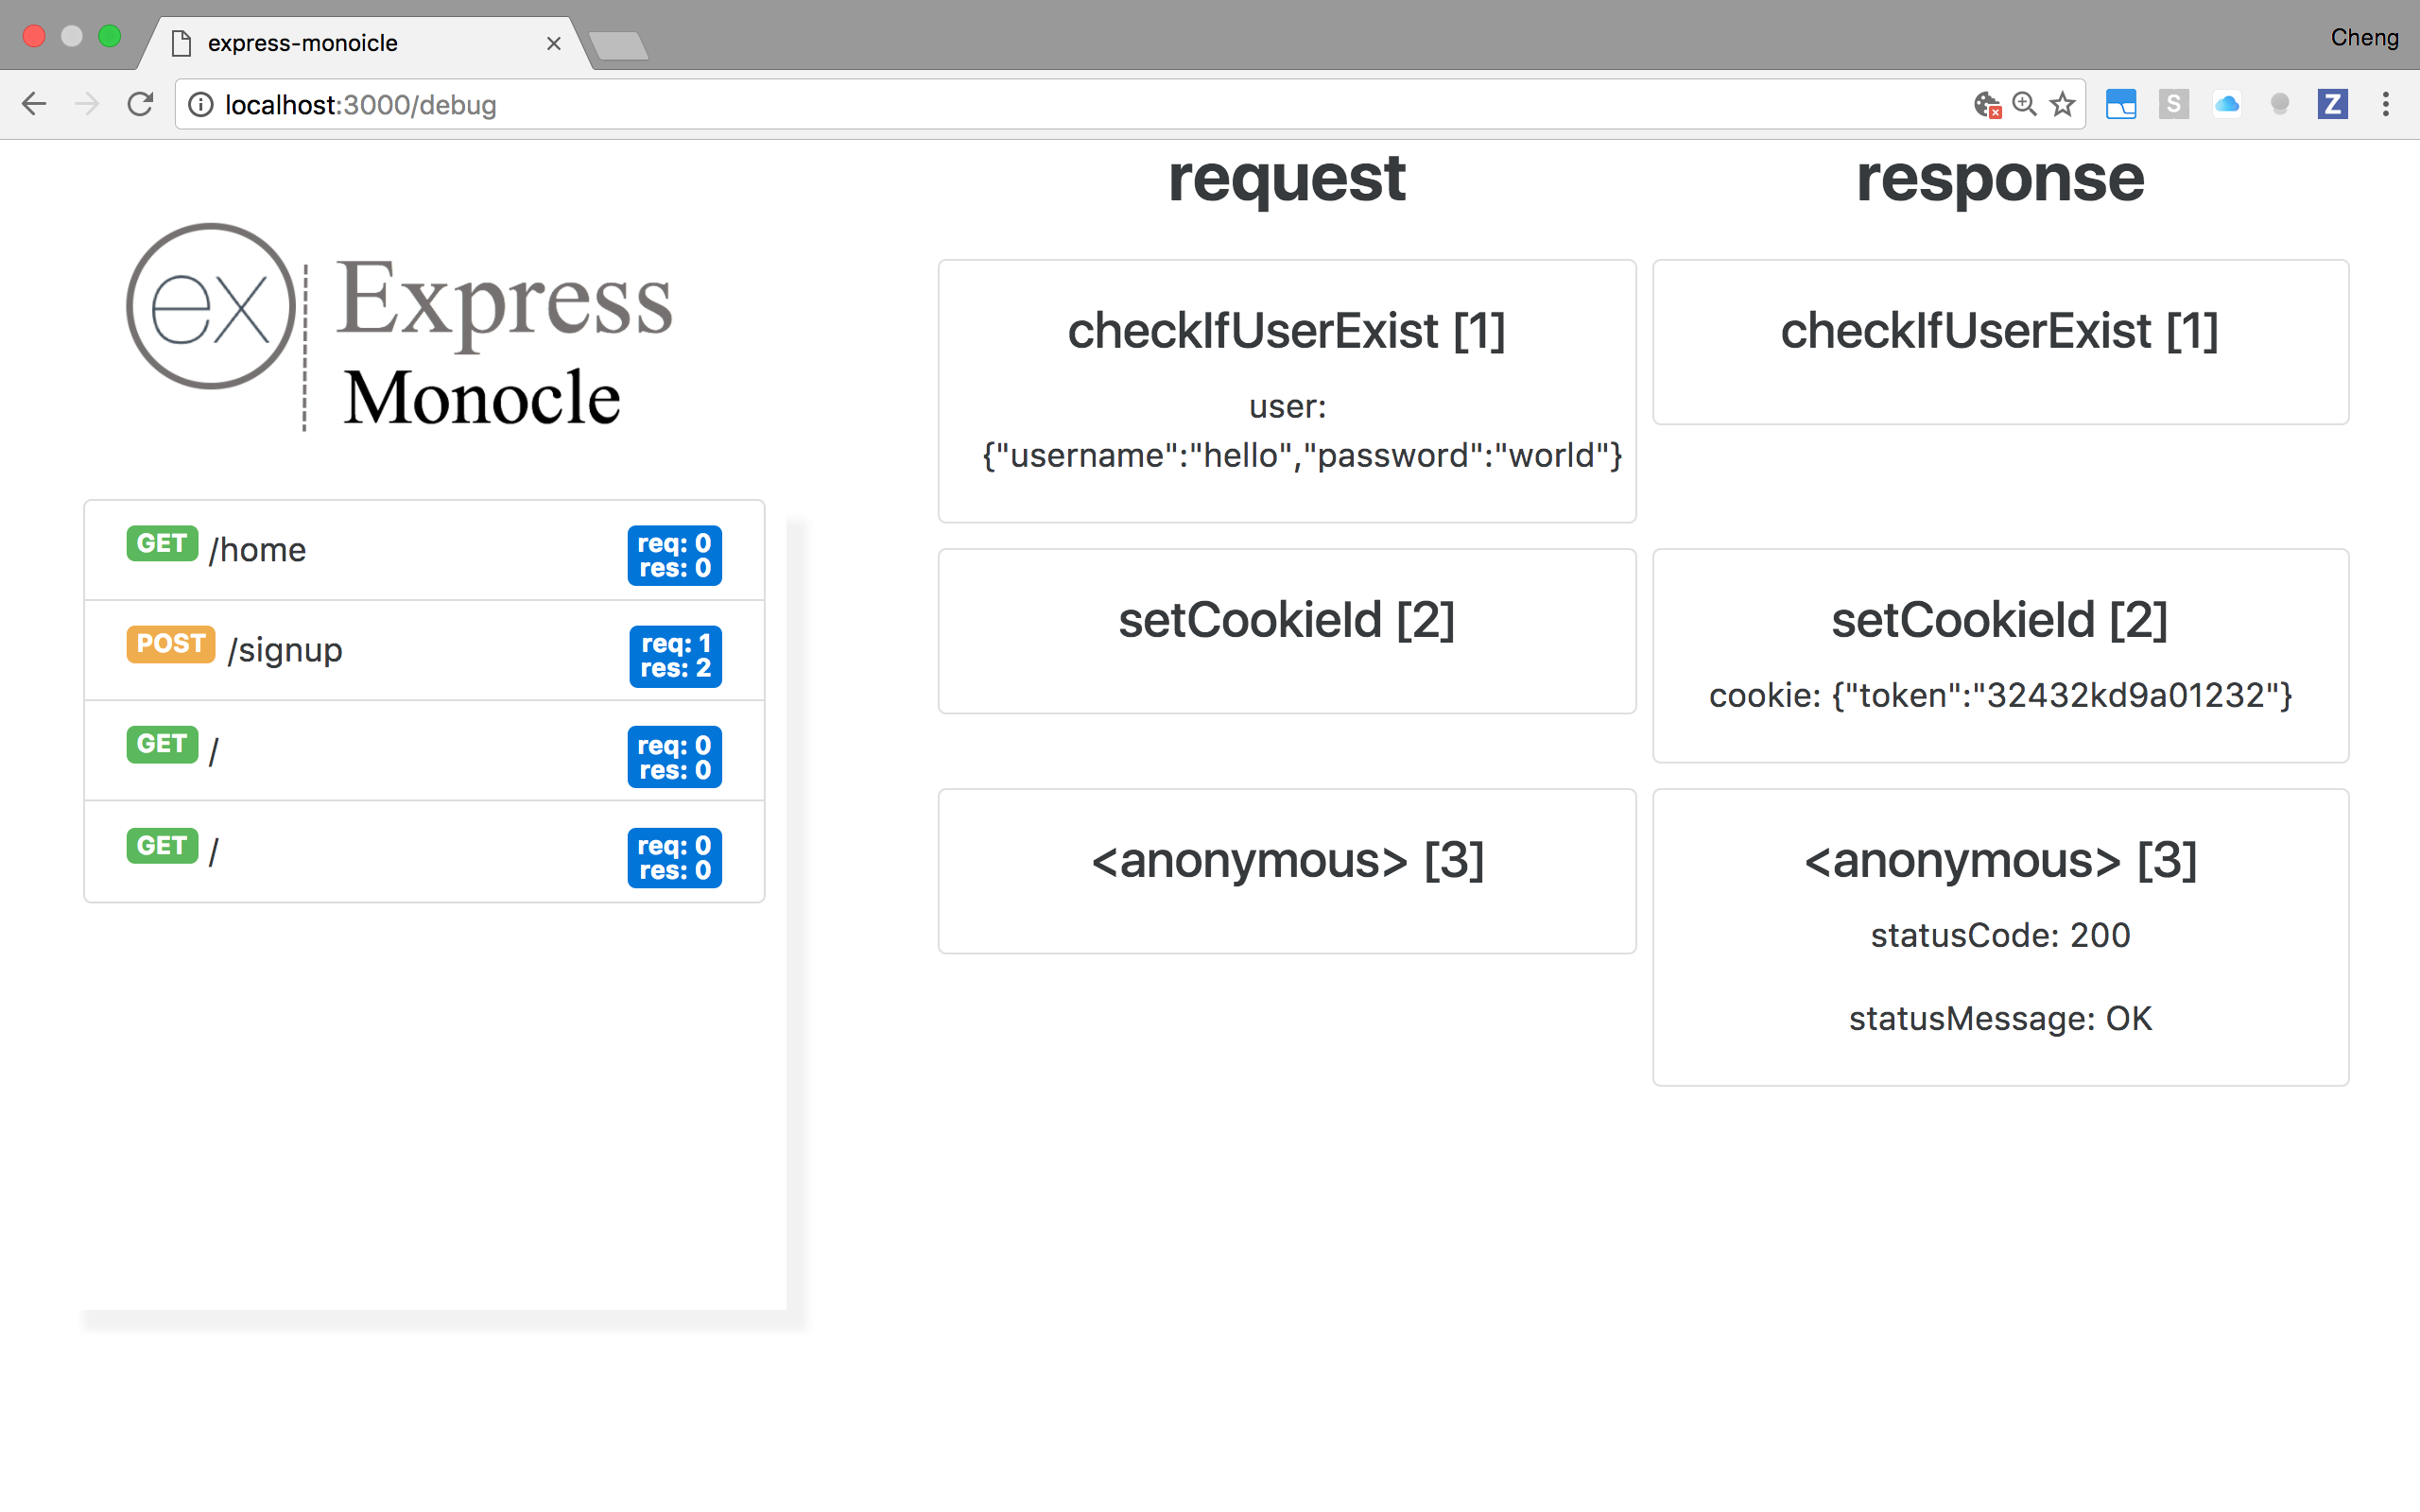 express-monoicle
Cheng
localhost:3000/debug
S
Z
ex
Express
Monocle
GET /home
req: 0
res: 0
POST /signup
req: 1
res: 2
GET /
req: 0
res: 0
GET /
req: 0
res: 0
request
checkIfUserExist [1]
user:
{"username":"hello","password":"world"}
setCookieId [2]
<anonymous> [3]
response
checkIfUserExist [1]
setCookieId [2]
cookie: {"token":"32432kd9a01232"}
<anonymous> [3]
statusCode: 200
statusMessage: OK